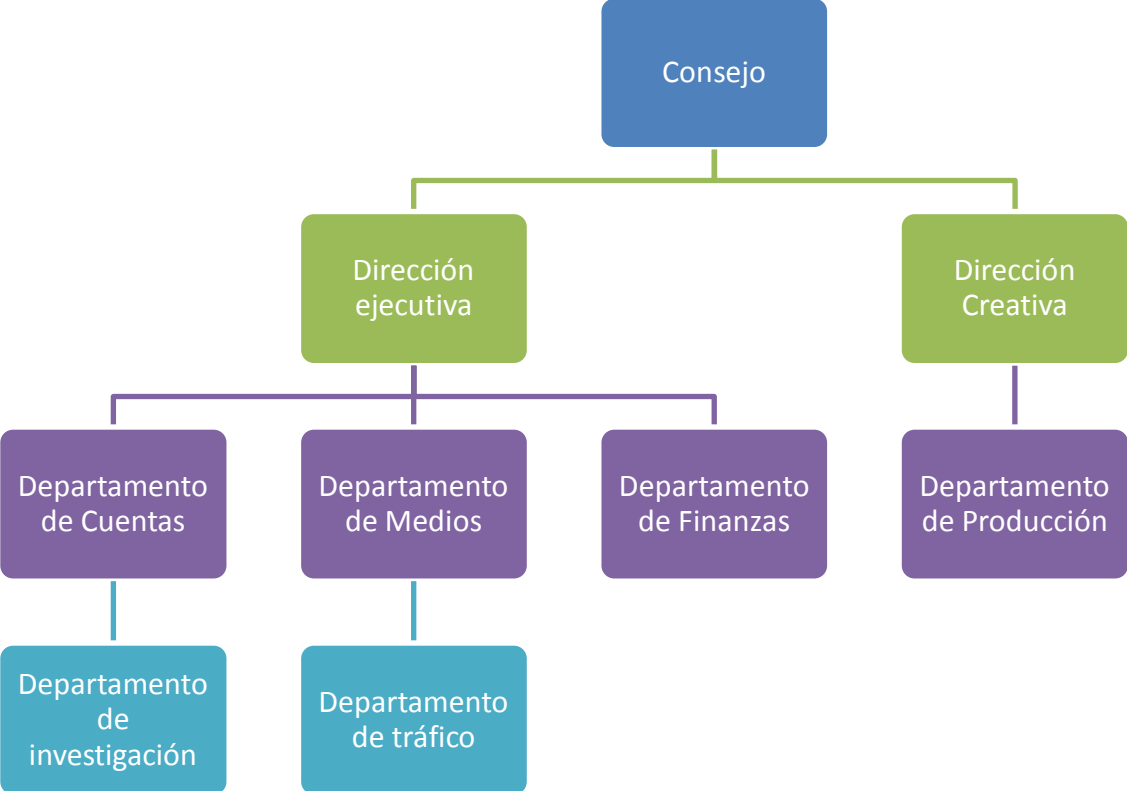 Consejo
Dirección
ejecutiva
Dirección
Creativa
Departamento
de Cuentas
Departamento
de Medios
Departamento
de Finanzas
Departamento
de Producción
Departamento
de
investigación
Departamento
de tráfico